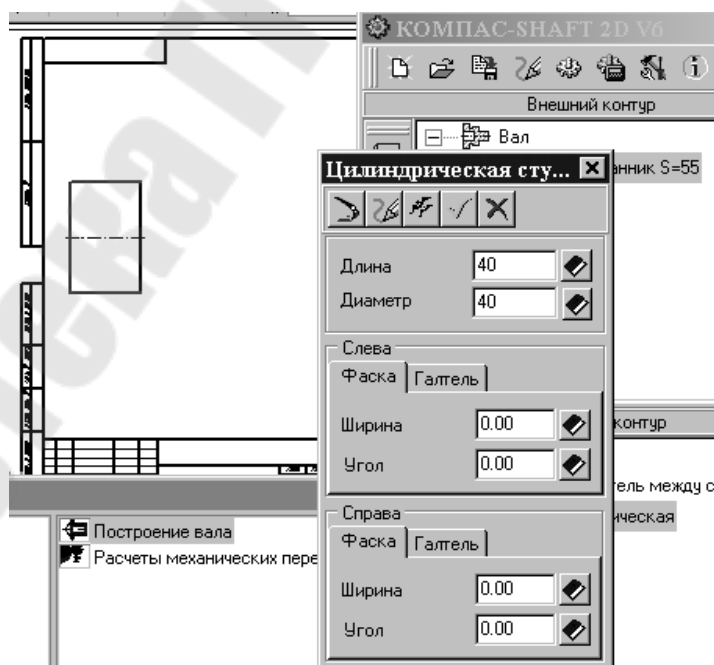 КОМПАС-SHAFT 2D V6
Внешний контур
Вал
анник S=55
Цилиндрическая сту...
Длина 40
Диаметр 40
Слева
Фаска Галтель
Ширина 0.00
Угол 0.00
контур
ель между с
ическая
Справа
Фаска Галтель
Ширина 0.00
Угол 0.00
Построение вала
Расчеты механических пере